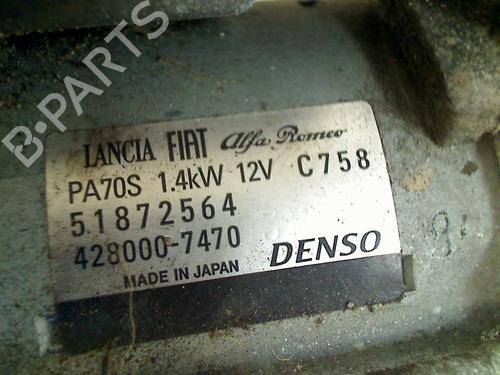 B-PARTS
LANCIA FIAT Alfa Romeo
PA70S 1.4kW 12V C758
51872564
428000-7470 DENSO
MADE IN JAPAN